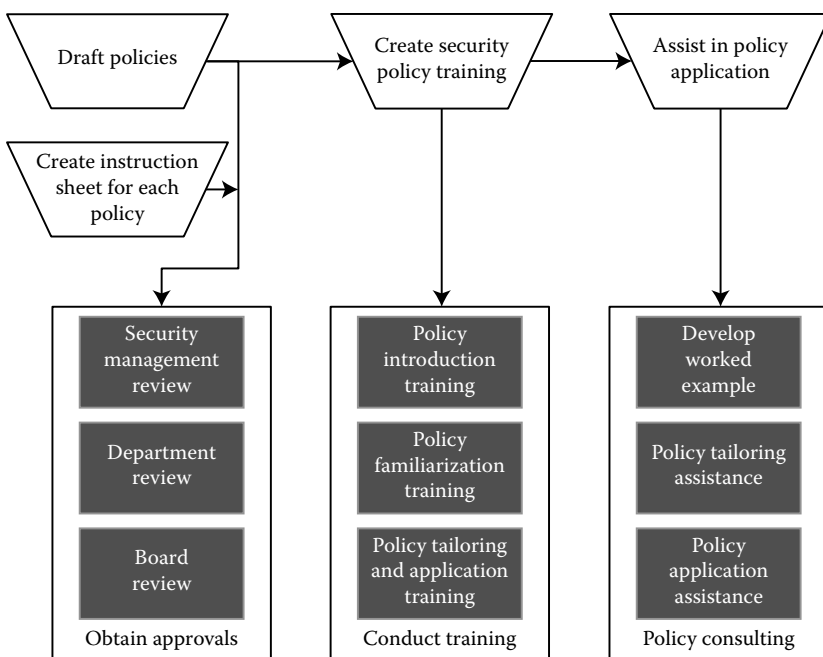 Draft policies
Create security
policy training
Assist in policy
application
Create instruction
sheet for each
policy
Security
management
review
Department
review
Board
review
Obtain approvals
Policy
introduction
training
Policy
familiarization
training
Policy tailoring
and application
training
Conduct training
Develop
worked
example
Policy tailoring
assistance
Policy
application
assistance
Policy consulting